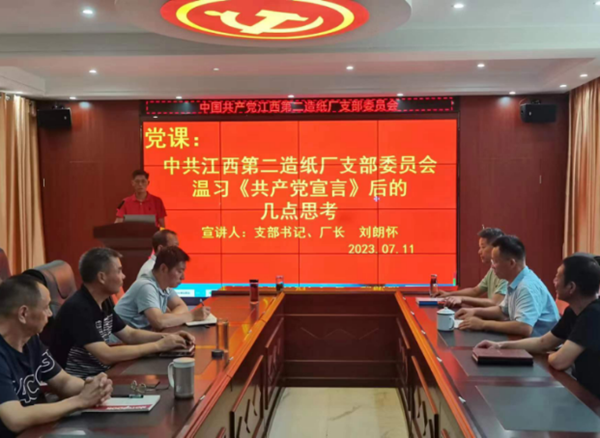 中国共产党江西第二造纸厂支部委员会
党课：
中共江西第二造纸厂支部委员会
温习《共产党宣言》后的
几点思考
宣讲人：支部书记、厂长 刘朗怀
2023.07.11